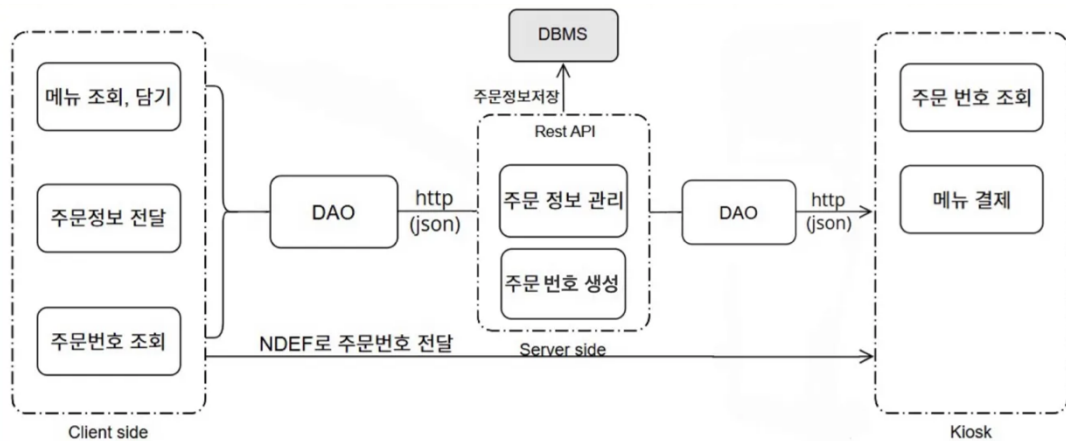 DBMS
주문정보저장
메뉴 조회, 담기
주문정보 전달
주문번호 조회
Client side
DAO
http
(json)
Rest API
주문 정보 관리
주문 번호 생성
Server side
DAO
http
(json)
주문 번호 조회
메뉴 결제
Kiosk
NDEF로 주문번호 전달